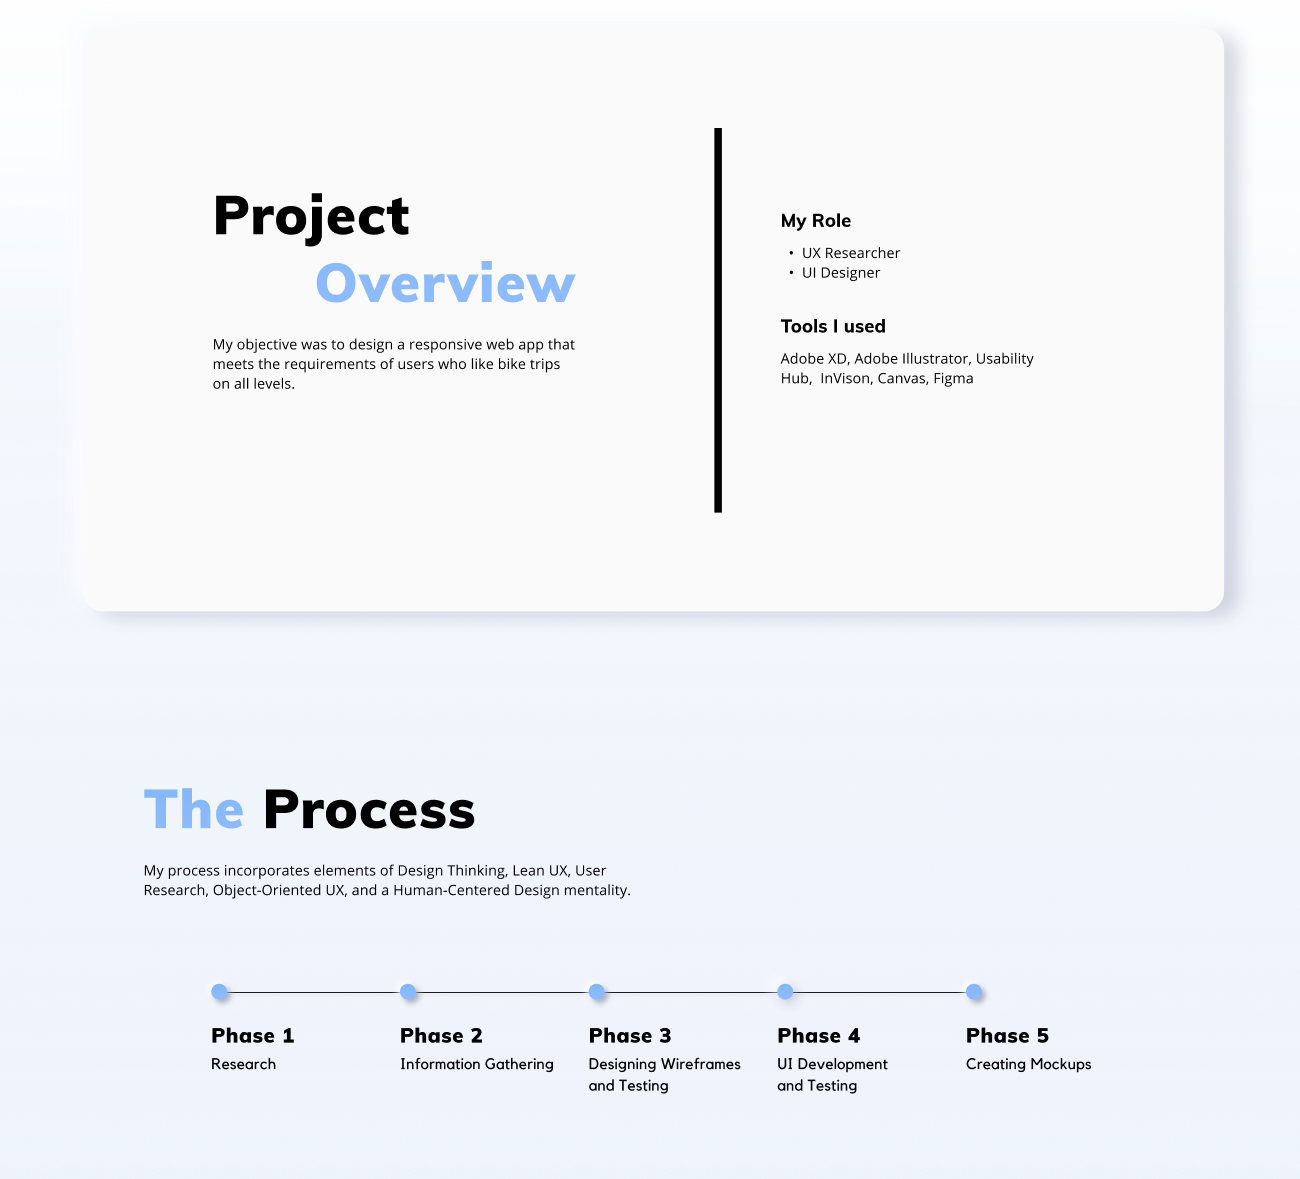 Project
Overview
My objective was to design a responsive web app that
meets the requirements of users who like bike trips
on all levels.
My Role
• UX Researcher
• UI Designer
Tools I used
Adobe XD, Adobe Illustrator, Usability
Hub,  InVison, Canvas, Figma
The Process
My process incorporates elements of Design Thinking, Lean UX, User
Research, Object-Oriented UX, and a Human-Centered Design mentality.
Phase 1
Research
Phase 2
Information Gathering
Phase 3
Designing Wireframes
and Testing
Phase 4
UI Development
and Testing
Phase 5
Creating Mockups